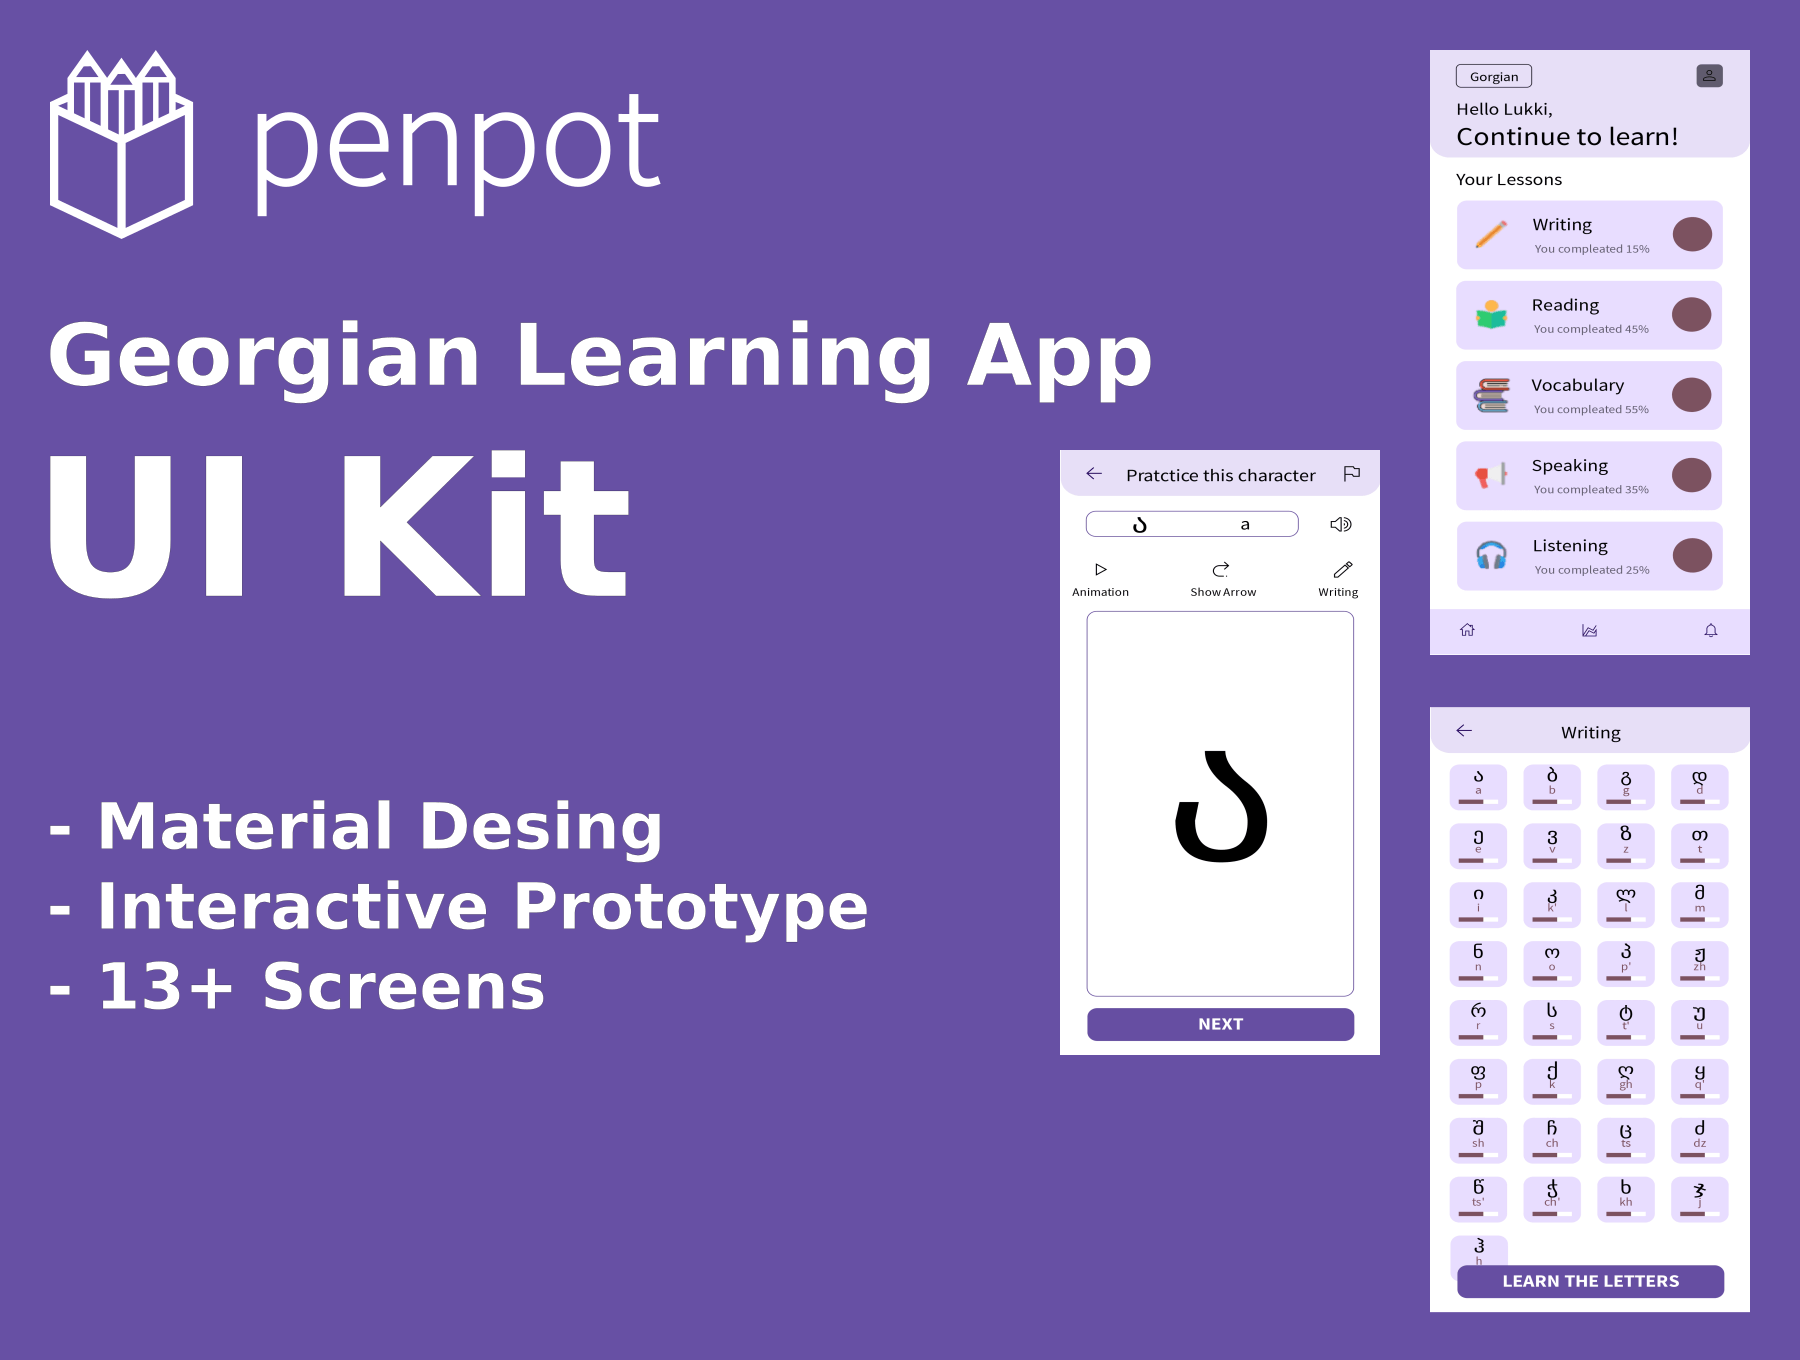 penpot
Georgian Learning App
UI Kit
- Material Desing
- Interactive Prototype
- 13+ Screens
Pratctice this character
ა a
Animation Show Arrow Writing
ა
NEXT
Gorgian
Hello Lukki,
Continue to learn!
Your Lessons
Writing
You compleated 15%
Reading
You compleated 45%
Vocabulary
You compleated 55%
Speaking
You compleated 35%
Listening
You compleated 25%
Writing
ა ბ გ დ
a b g d
ე ვ ზ თ
e v z t
ი კ ლ მ
i k' l m
ნ ო პ ჟ
n o p' zh
რ ს ტ უ
r s t' u
ფ ქ ღ ყ
p k gh q'
შ ჩ ც ძ
sh ch ts dz
წ ჭ ხ ჯ
ts' ch' kh j
ჰ
h
LEARN THE LETTERS